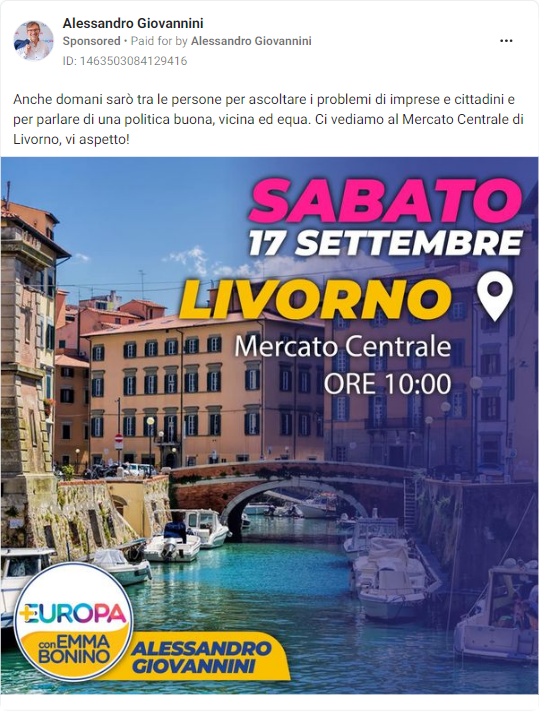 Alessandro Giovannini
Sponsored • Paid for by Alessandro Giovannini
ID: 1463503084129416
Anche domani sarò tra le persone per ascoltare i problemi di imprese e cittadini e
per parlare di una politica buona, vicina ed equa. Ci vediamo al Mercato Centrale di
Livorno, vi aspetto!
SABATO
17 SETTEMBRE
LIVORNO
Mercato Centrale
ORE 10:00
+EUROPA
con EMMA
BONINO
ALESSANDRO
GIOVANNINI